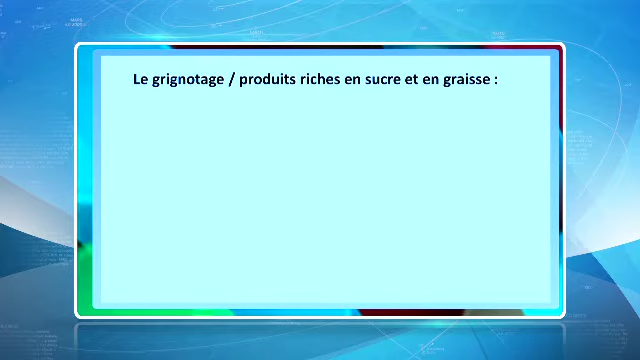 Le grignotage / produits riches en sucre et en graisse :